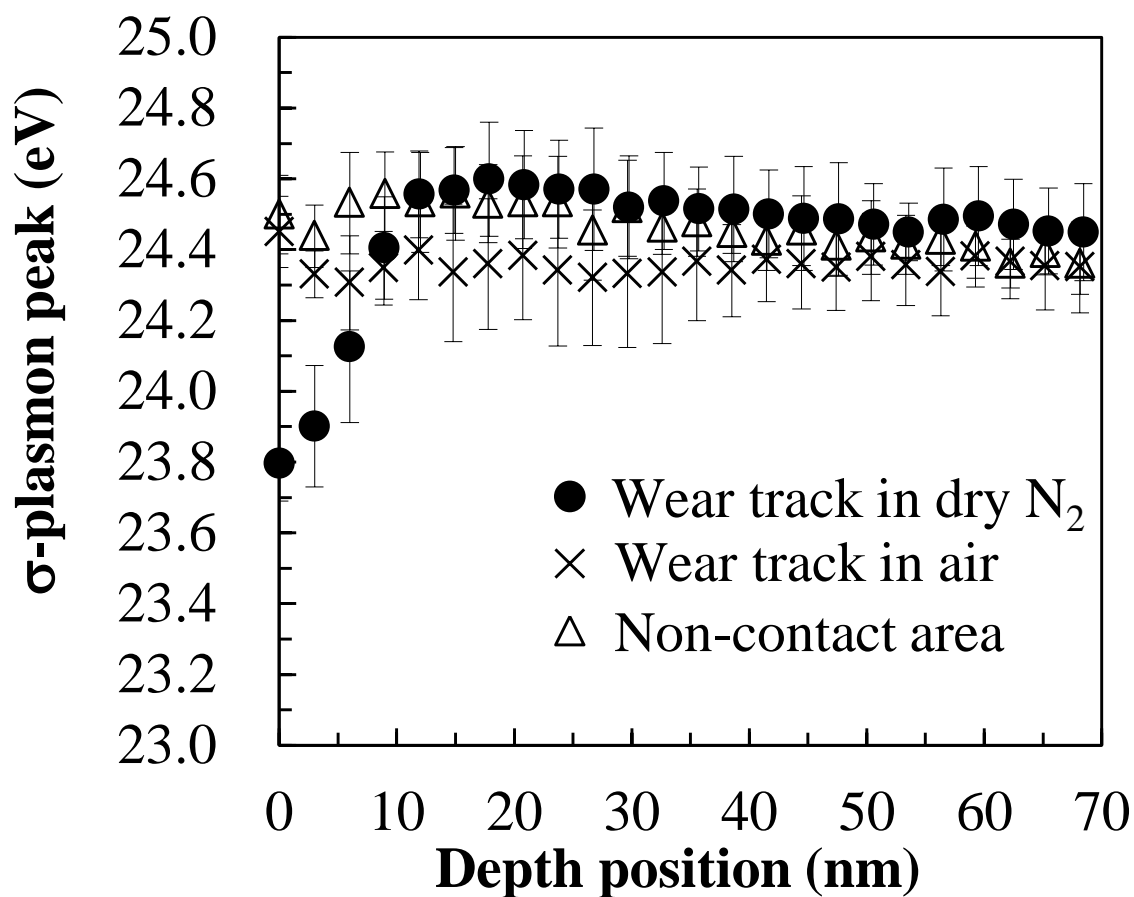 25.0
24.8
24.6
24.4
24.2
24.0
23.8
23.6
23.4
23.2
23.0
σ-plasmon peak (eV)
Wear track in dry N₂
Wear track in air
Non-contact area
0 10 20 30 40 50 60 70
Depth position (nm)